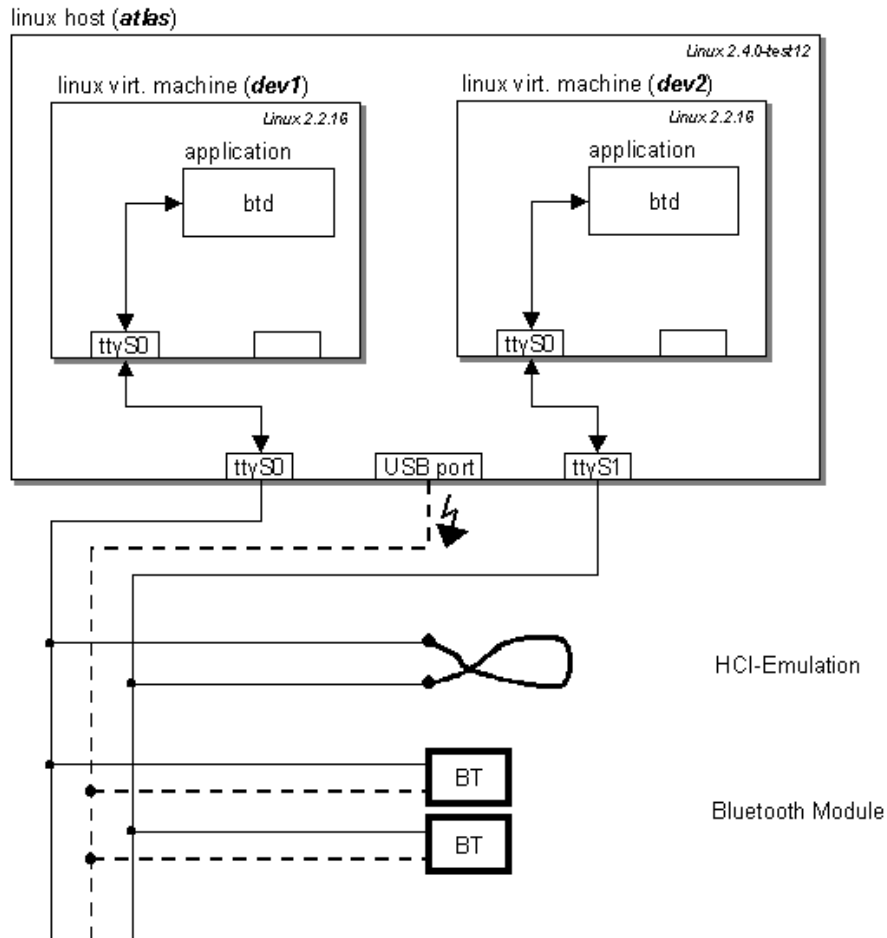 linux host (atlas)
Linux 2.4.0-test12
linux virt. machine (dev1)
linux virt. machine (dev2)
Linux 2.2.16
Linux 2.2.16
application
application
btd
btd
ttyS0
ttyS0
ttyS0
USB port
ttyS1
HCI-Emulation
BT
Bluetooth Module
BT